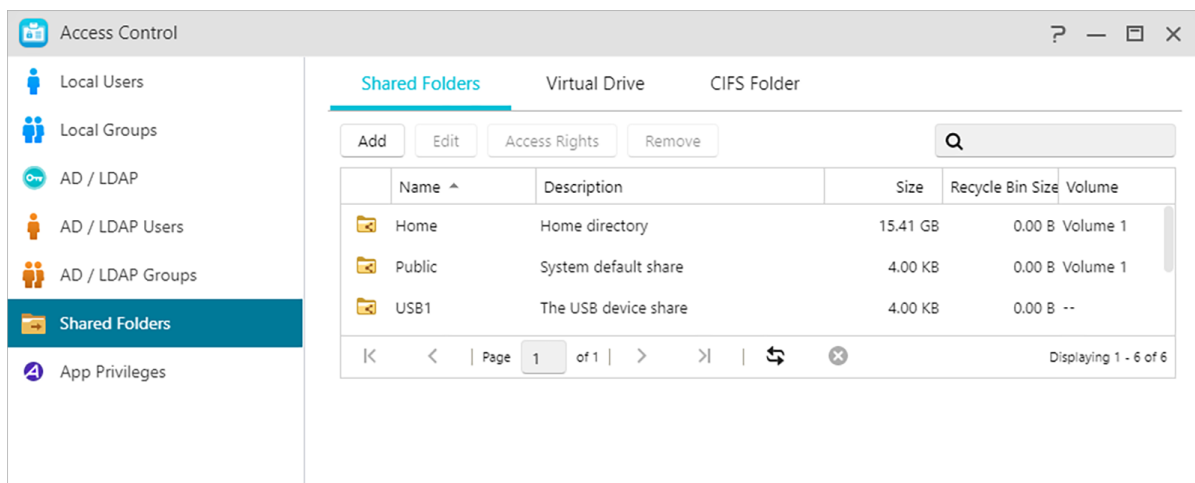 Access Control
Local Users
Local Groups
AD / LDAP
AD / LDAP Users
AD / LDAP Groups
Shared Folders
App Privileges
Shared Folders Virtual Drive CIFS Folder
Add Edit Access Rights Remove
Name Description Size Recycle Bin Size Volume
Home Home directory 15.41 GB 0.00 B Volume 1
Public System default share 4.00 KB 0.00 B Volume 1
USB1 The USB device share 4.00 KB 0.00 B --
Page 1 of 1 Displaying 1 - 6 of 6